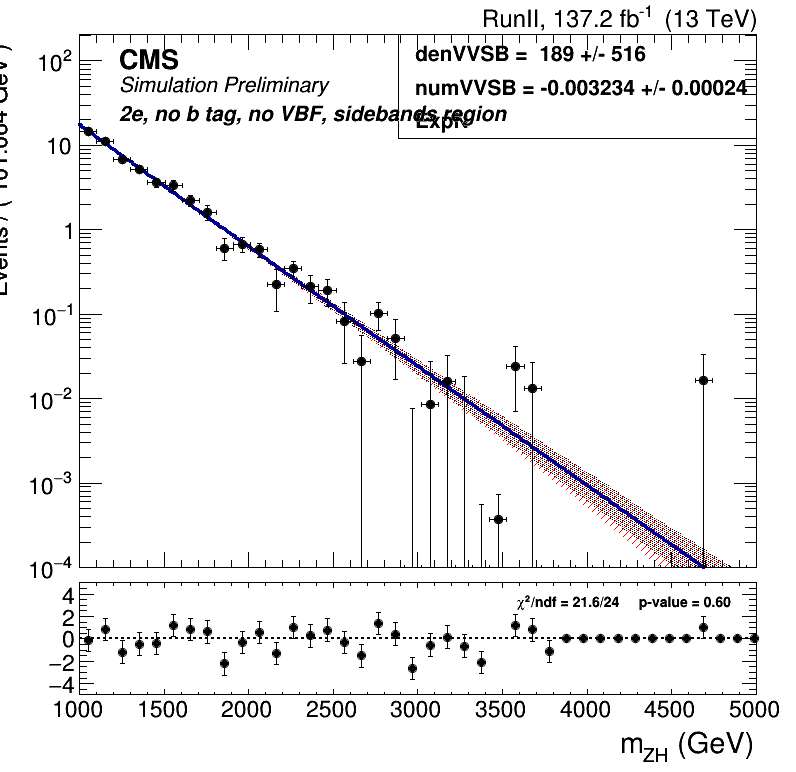 RunII, 137.2 fb⁻¹ (13 TeV)
CMS
Simulation Preliminary
2e, no b tag, no VBF, sidebands region
denVVSB = 189 +/- 516
numVVSB = -0.003234 +/- 0.00024
ExpN
10²
10
1
10⁻¹
10⁻²
10⁻³
10⁻⁴
χ²/ndf = 21.6/24 p-value = 0.60
4
2
0
−2
−4
1000 1500 2000 2500 3000 3500 4000 4500 5000
m_ZH (GeV)